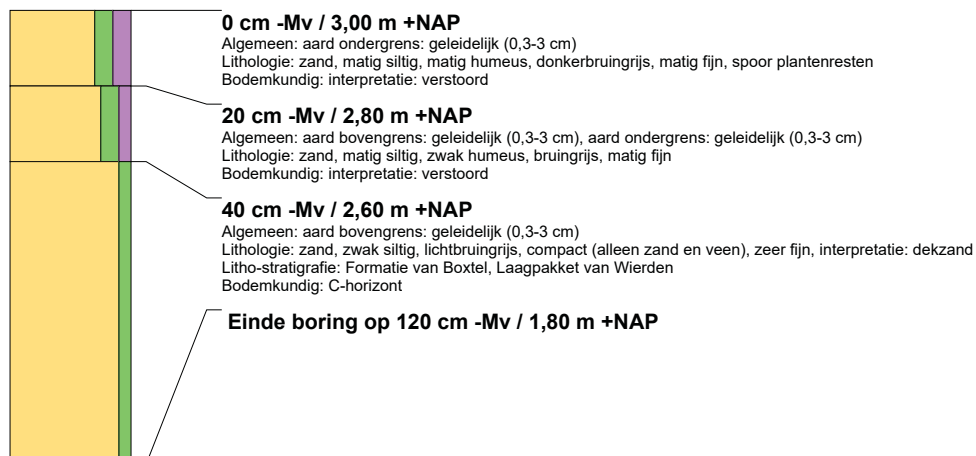 0 cm -Mv / 3,00 m +NAP
Algemeen: aard ondergrens: geleidelijk (0,3-3 cm)
Lithologie: zand, matig siltig, matig humeus, donkerbruingrijs, matig fijn, spoor plantenresten
Bodemkundig: interpretatie: verstoord
20 cm -Mv / 2,80 m +NAP
Algemeen: aard bovengrens: geleidelijk (0,3-3 cm), aard ondergrens: geleidelijk (0,3-3 cm)
Lithologie: zand, matig siltig, zwak humeus, bruingrijs, matig fijn
Bodemkundig: interpretatie: verstoord
40 cm -Mv / 2,60 m +NAP
Algemeen: aard bovengrens: geleidelijk (0,3-3 cm)
Lithologie: zand, zwak siltig, lichtbruingrijs, compact (alleen zand en veen), zeer fijn, interpretatie: dekzand
Litho-stratigrafie: Formatie van Boxtel, Laagpakket van Wierden
Bodemkundig: C-horizont
Einde boring op 120 cm -Mv / 1,80 m +NAP